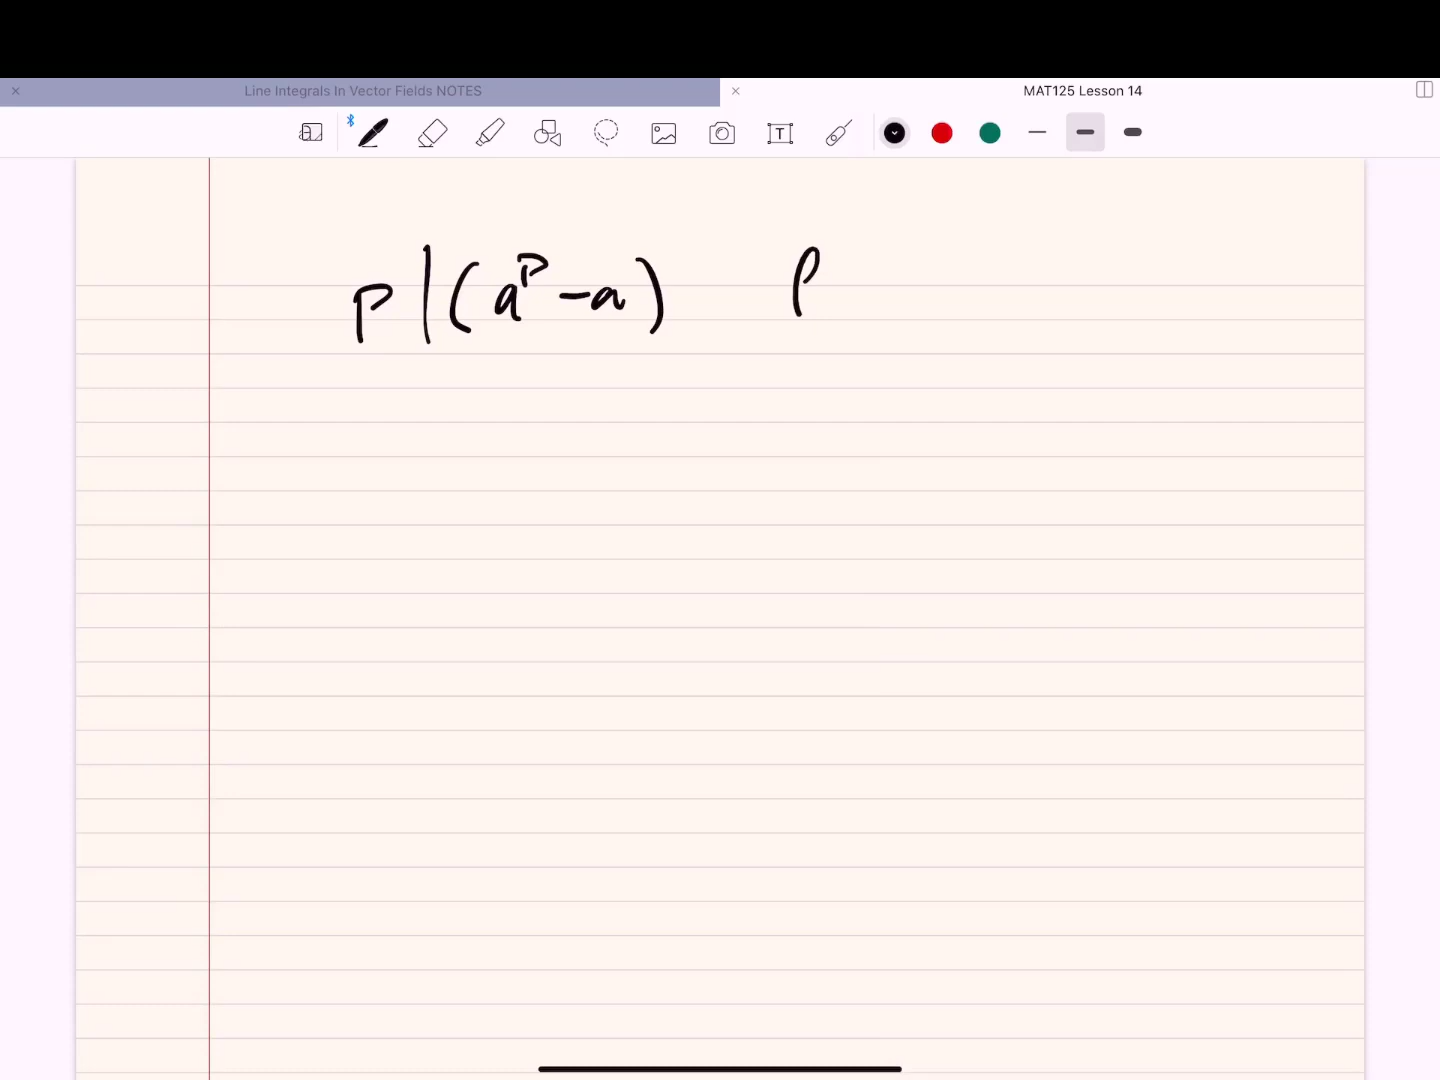 Line Integrals In Vector Fields NOTES
MAT125 Lesson 14
p | (a^p - a) p